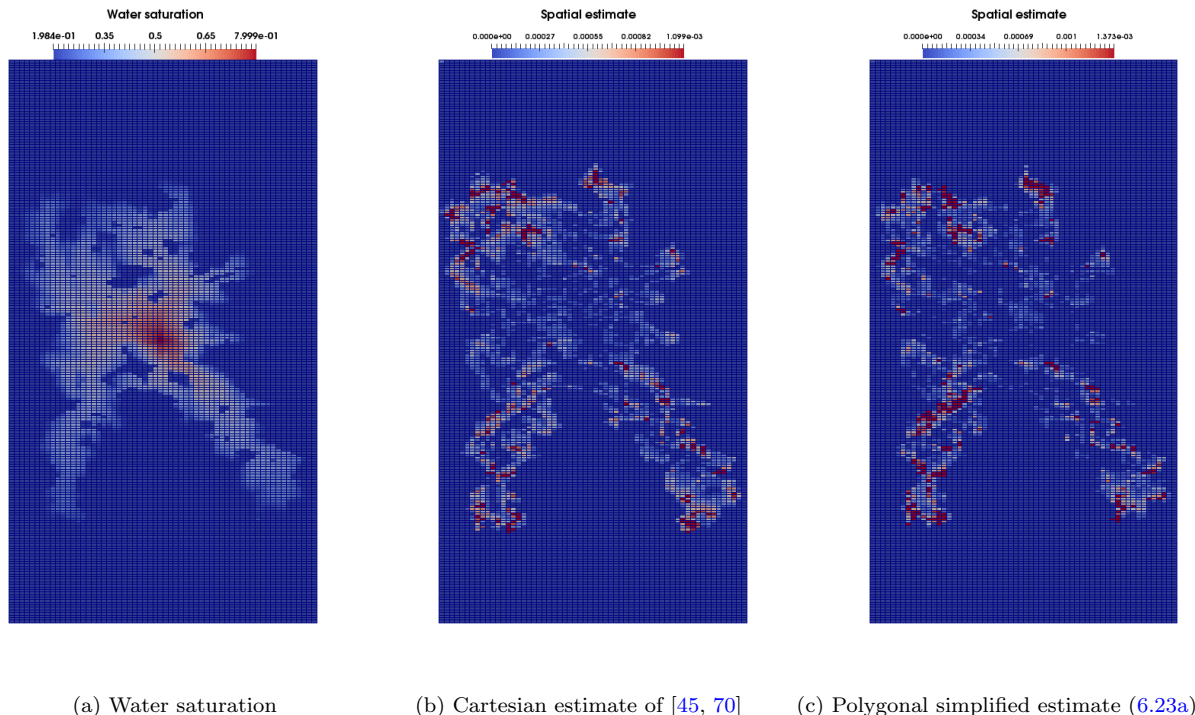 Water saturation
1.984e-01 0.35 0.5 0.65 7.999e-01
Spatial estimate
0.000e+00 0.00027 0.00055 0.00082 1.099e-03
Spatial estimate
0.000e+00 0.00034 0.00069 0.001 1.373e-03
(a) Water saturation
(b) Cartesian estimate of [45, 70]
(c) Polygonal simplified estimate (6.23a)